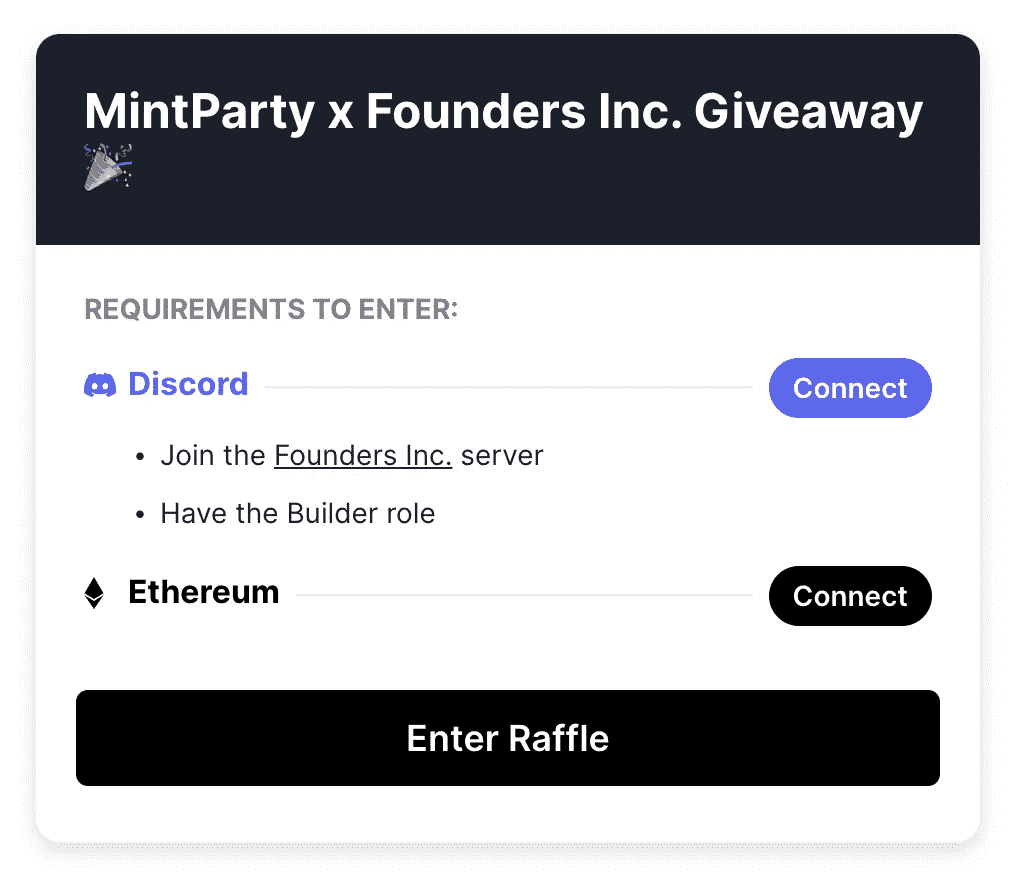 MintParty x Founders Inc. Giveaway
🎉
REQUIREMENTS TO ENTER:
Discord
Connect
• Join the Founders Inc. server
• Have the Builder role
Ethereum
Connect
Enter Raffle